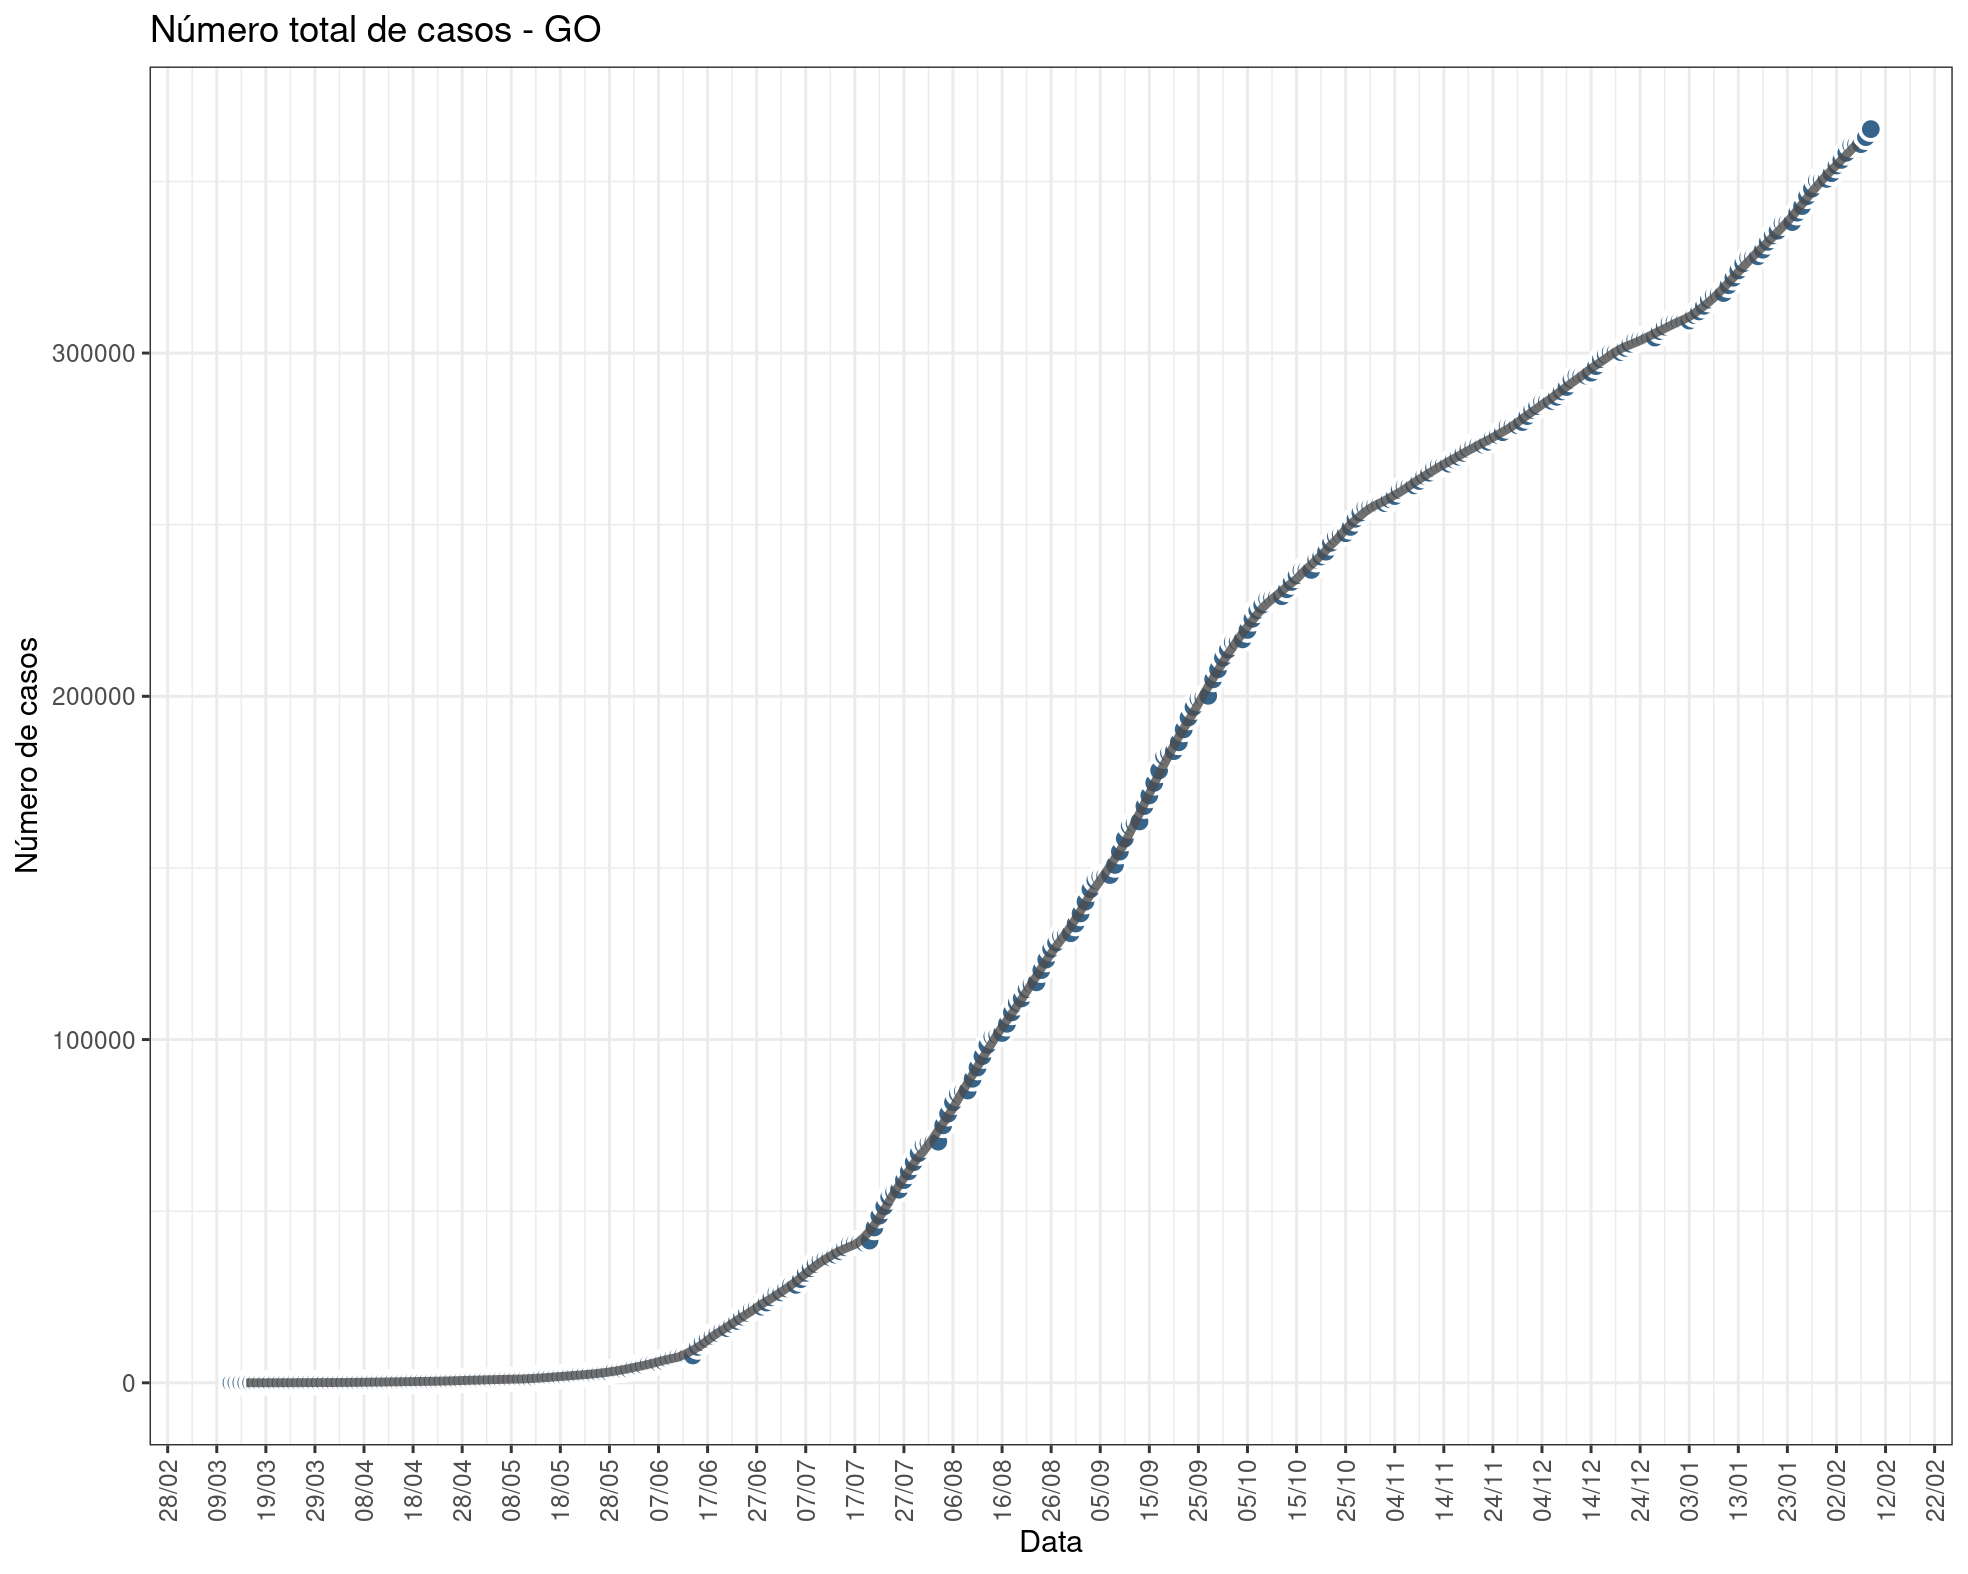 Número total de casos - GO
Número de casos
300000
200000
100000
0
28/02 09/03 19/03 29/03 08/04 18/04 28/04 08/05 18/05 28/05 07/06 17/06 27/06 07/07 17/07 27/07 06/08 16/08 26/08 05/09 15/09 25/09 05/10 15/10 25/10 04/11 14/11 24/11 04/12 14/12 24/12 03/01 13/01 23/01 02/02 12/02 22/02
Data